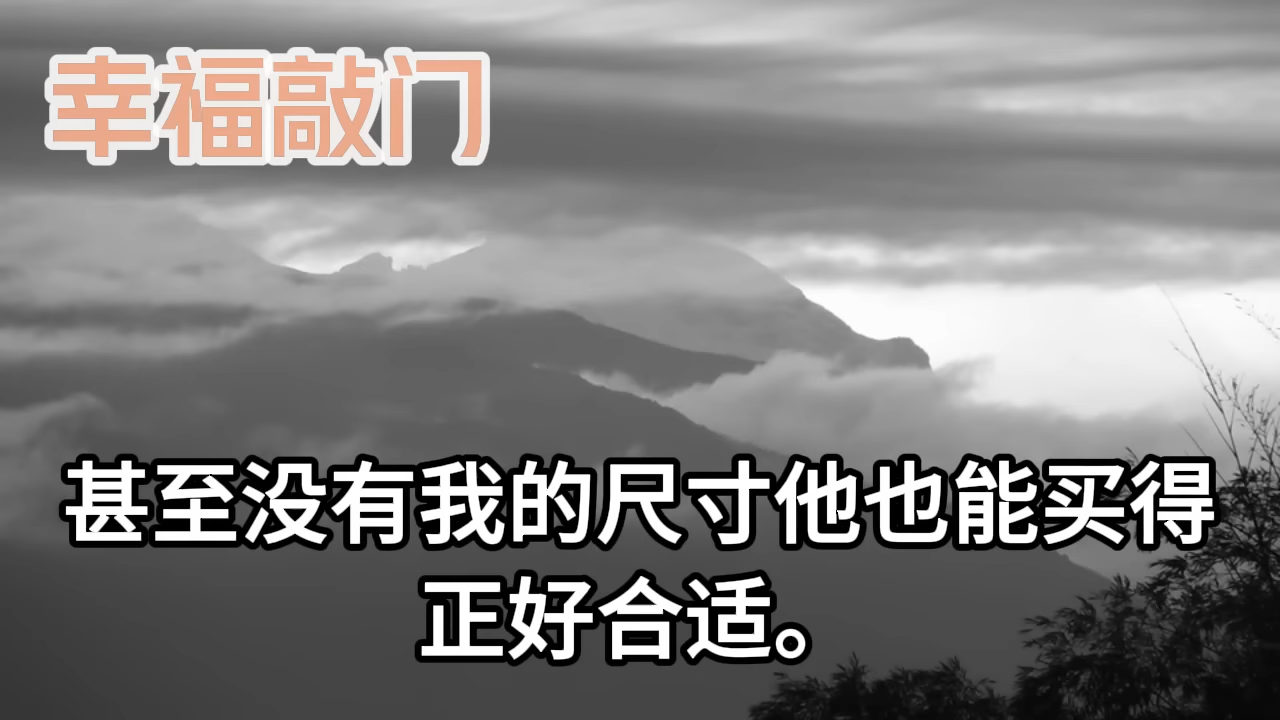 幸福敲门
甚至没有我的尺寸他也能买得
正好合适。